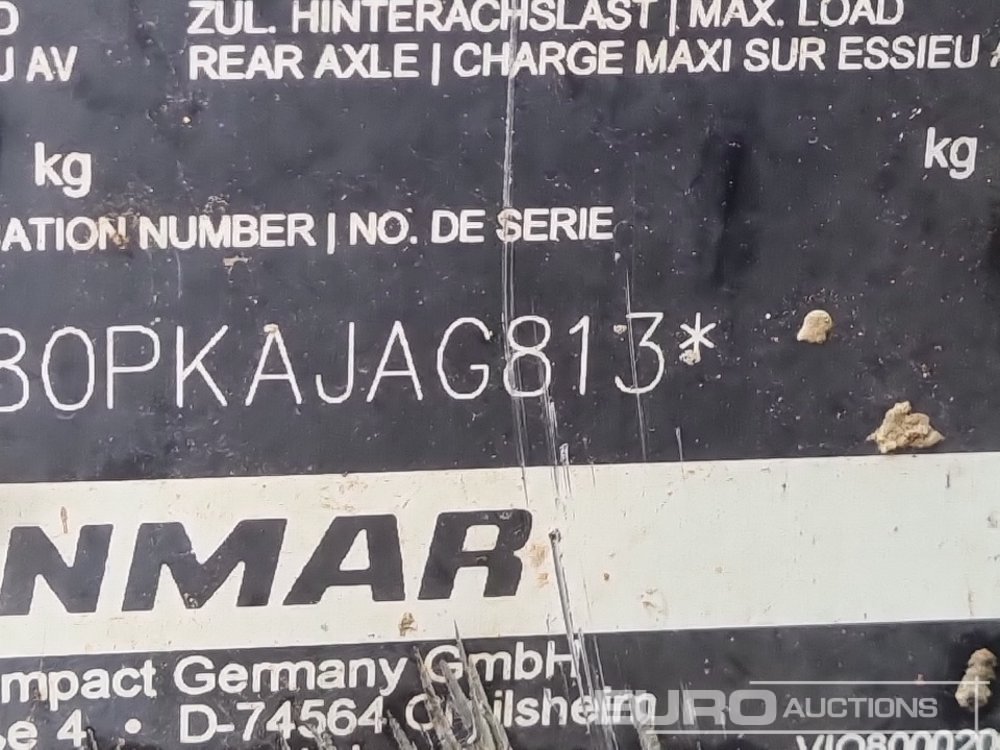 ZUL. HINTERACHSLAST | MAX. LOAD
U AV REAR AXLE | CHARGE MAXI SUR ESSIEU
kg kg
ATION NUMBER | NO. DE SERIE
80PKAJAG813*
NMAR
mpact Germany GmbH
e 4 • D-74564
EURO AUCTIONS